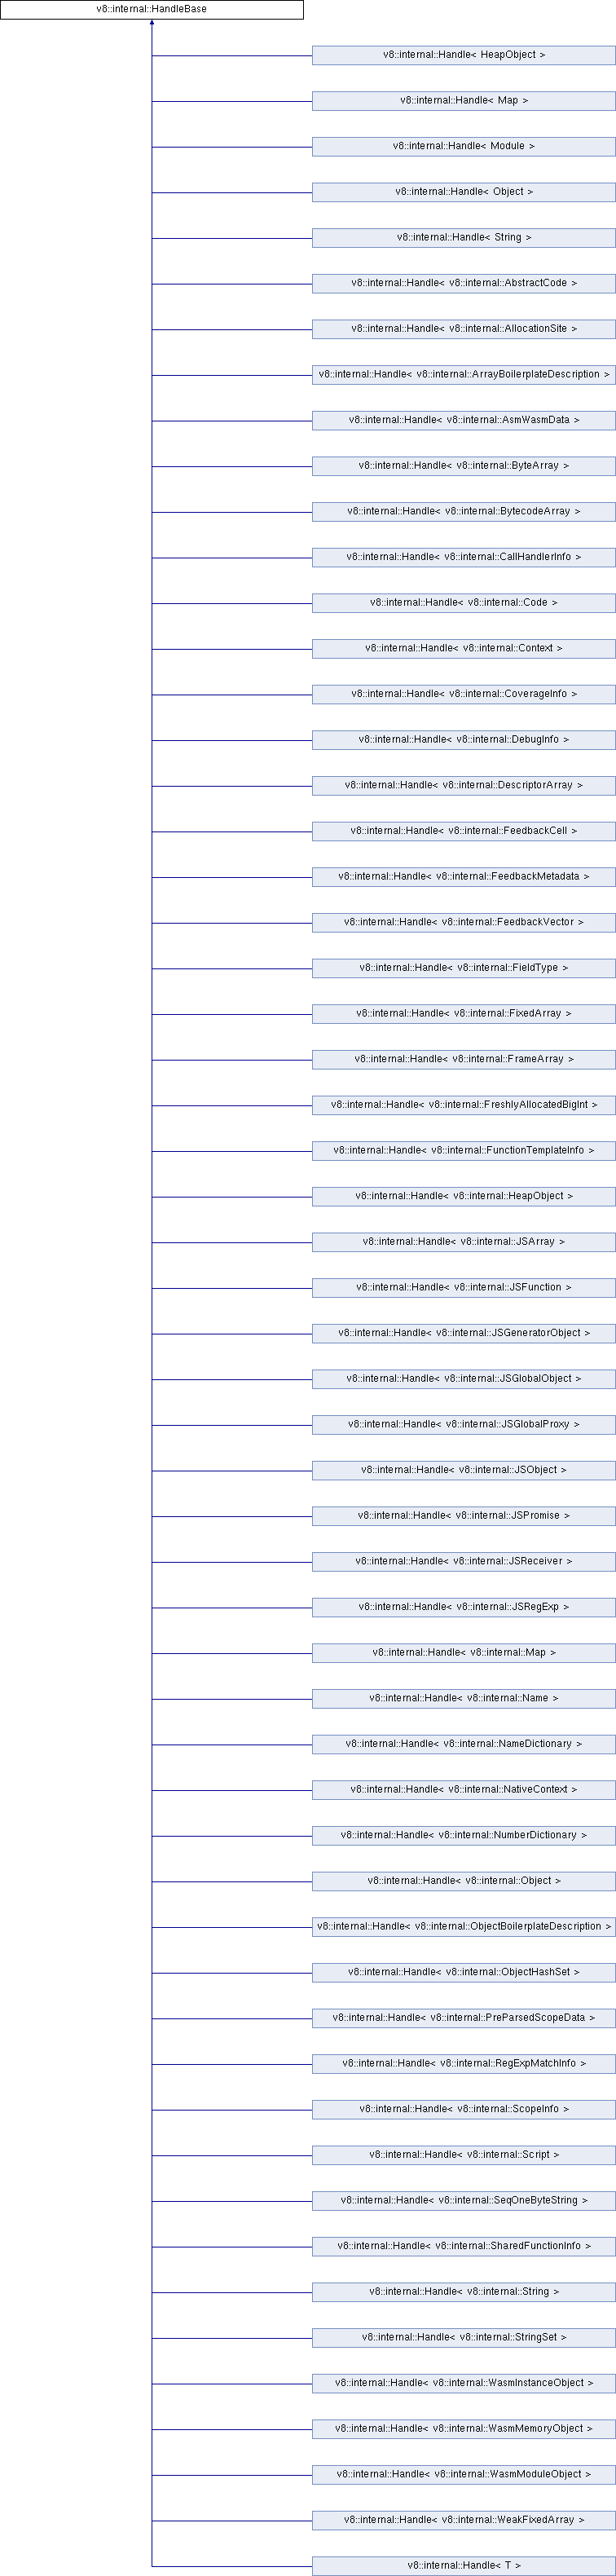 v8::internal::HandleBase
v8::internal::Handle< HeapObject >
v8::internal::Handle< Map >
v8::internal::Handle< Module >
v8::internal::Handle< Object >
v8::internal::Handle< String >
v8::internal::Handle< v8::internal::AbstractCode >
v8::internal::Handle< v8::internal::AllocationSite >
v8::internal::Handle< v8::internal::ArrayBoilerplateDescription >
v8::internal::Handle< v8::internal::AsmWasmData >
v8::internal::Handle< v8::internal::ByteArray >
v8::internal::Handle< v8::internal::BytecodeArray >
v8::internal::Handle< v8::internal::CallHandlerInfo >
v8::internal::Handle< v8::internal::Code >
v8::internal::Handle< v8::internal::Context >
v8::internal::Handle< v8::internal::CoverageInfo >
v8::internal::Handle< v8::internal::DebugInfo >
v8::internal::Handle< v8::internal::DescriptorArray >
v8::internal::Handle< v8::internal::FeedbackCell >
v8::internal::Handle< v8::internal::FeedbackMetadata >
v8::internal::Handle< v8::internal::FeedbackVector >
v8::internal::Handle< v8::internal::FieldType >
v8::internal::Handle< v8::internal::FixedArray >
v8::internal::Handle< v8::internal::FrameArray >
v8::internal::Handle< v8::internal::FreshlyAllocatedBigInt >
v8::internal::Handle< v8::internal::FunctionTemplateInfo >
v8::internal::Handle< v8::internal::HeapObject >
v8::internal::Handle< v8::internal::JSArray >
v8::internal::Handle< v8::internal::JSFunction >
v8::internal::Handle< v8::internal::JSGeneratorObject >
v8::internal::Handle< v8::internal::JSGlobalObject >
v8::internal::Handle< v8::internal::JSGlobalProxy >
v8::internal::Handle< v8::internal::JSObject >
v8::internal::Handle< v8::internal::JSPromise >
v8::internal::Handle< v8::internal::JSReceiver >
v8::internal::Handle< v8::internal::JSRegExp >
v8::internal::Handle< v8::internal::Map >
v8::internal::Handle< v8::internal::Name >
v8::internal::Handle< v8::internal::NameDictionary >
v8::internal::Handle< v8::internal::NativeContext >
v8::internal::Handle< v8::internal::NumberDictionary >
v8::internal::Handle< v8::internal::Object >
v8::internal::Handle< v8::internal::ObjectBoilerplateDescription >
v8::internal::Handle< v8::internal::ObjectHashSet >
v8::internal::Handle< v8::internal::PreParsedScopeData >
v8::internal::Handle< v8::internal::RegExpMatchInfo >
v8::internal::Handle< v8::internal::ScopeInfo >
v8::internal::Handle< v8::internal::Script >
v8::internal::Handle< v8::internal::SeqOneByteString >
v8::internal::Handle< v8::internal::SharedFunctionInfo >
v8::internal::Handle< v8::internal::String >
v8::internal::Handle< v8::internal::StringSet >
v8::internal::Handle< v8::internal::WasmInstanceObject >
v8::internal::Handle< v8::internal::WasmMemoryObject >
v8::internal::Handle< v8::internal::WasmModuleObject >
v8::internal::Handle< v8::internal::WeakFixedArray >
v8::internal::Handle< T >